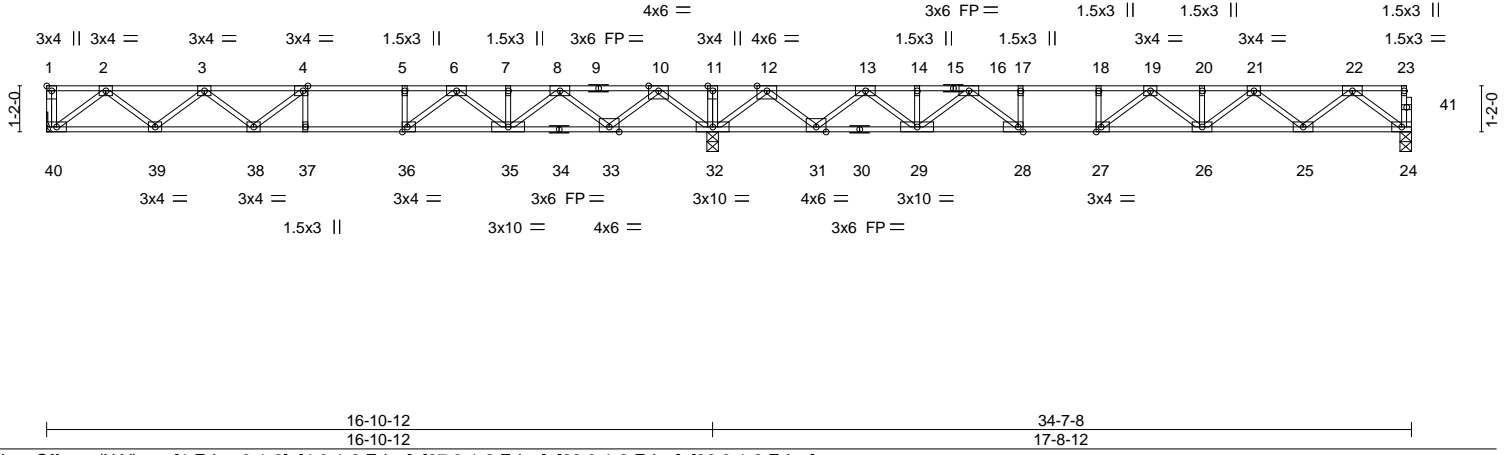 4x6 = 3x6 FP = 1.5x3 || 1.5x3 || 1.5x3 ||
3x4 || 3x4 = 3x4 = 3x4 = 1.5x3 || 1.5x3 || 3x6 FP = 3x4 || 4x6 = 1.5x3 || 1.5x3 || 3x4 = 3x4 = 1.5x3 =
1 2 3 4 5 6 7 8 9 10 11 12 13 14 15 16 17 18 19 20 21 22 23
1-2-0 41 1-2-0
40 39 38 37 36 35 34 33 32 31 30 29 28 27 26 25 24
3x4 = 3x4 = 3x4 = 3x6 FP = 3x10 = 4x6 = 3x10 = 3x4 =
1.5x3 || 3x10 = 4x6 = 3x6 FP =
16-10-12 34-7-8
16-10-12 17-8-12